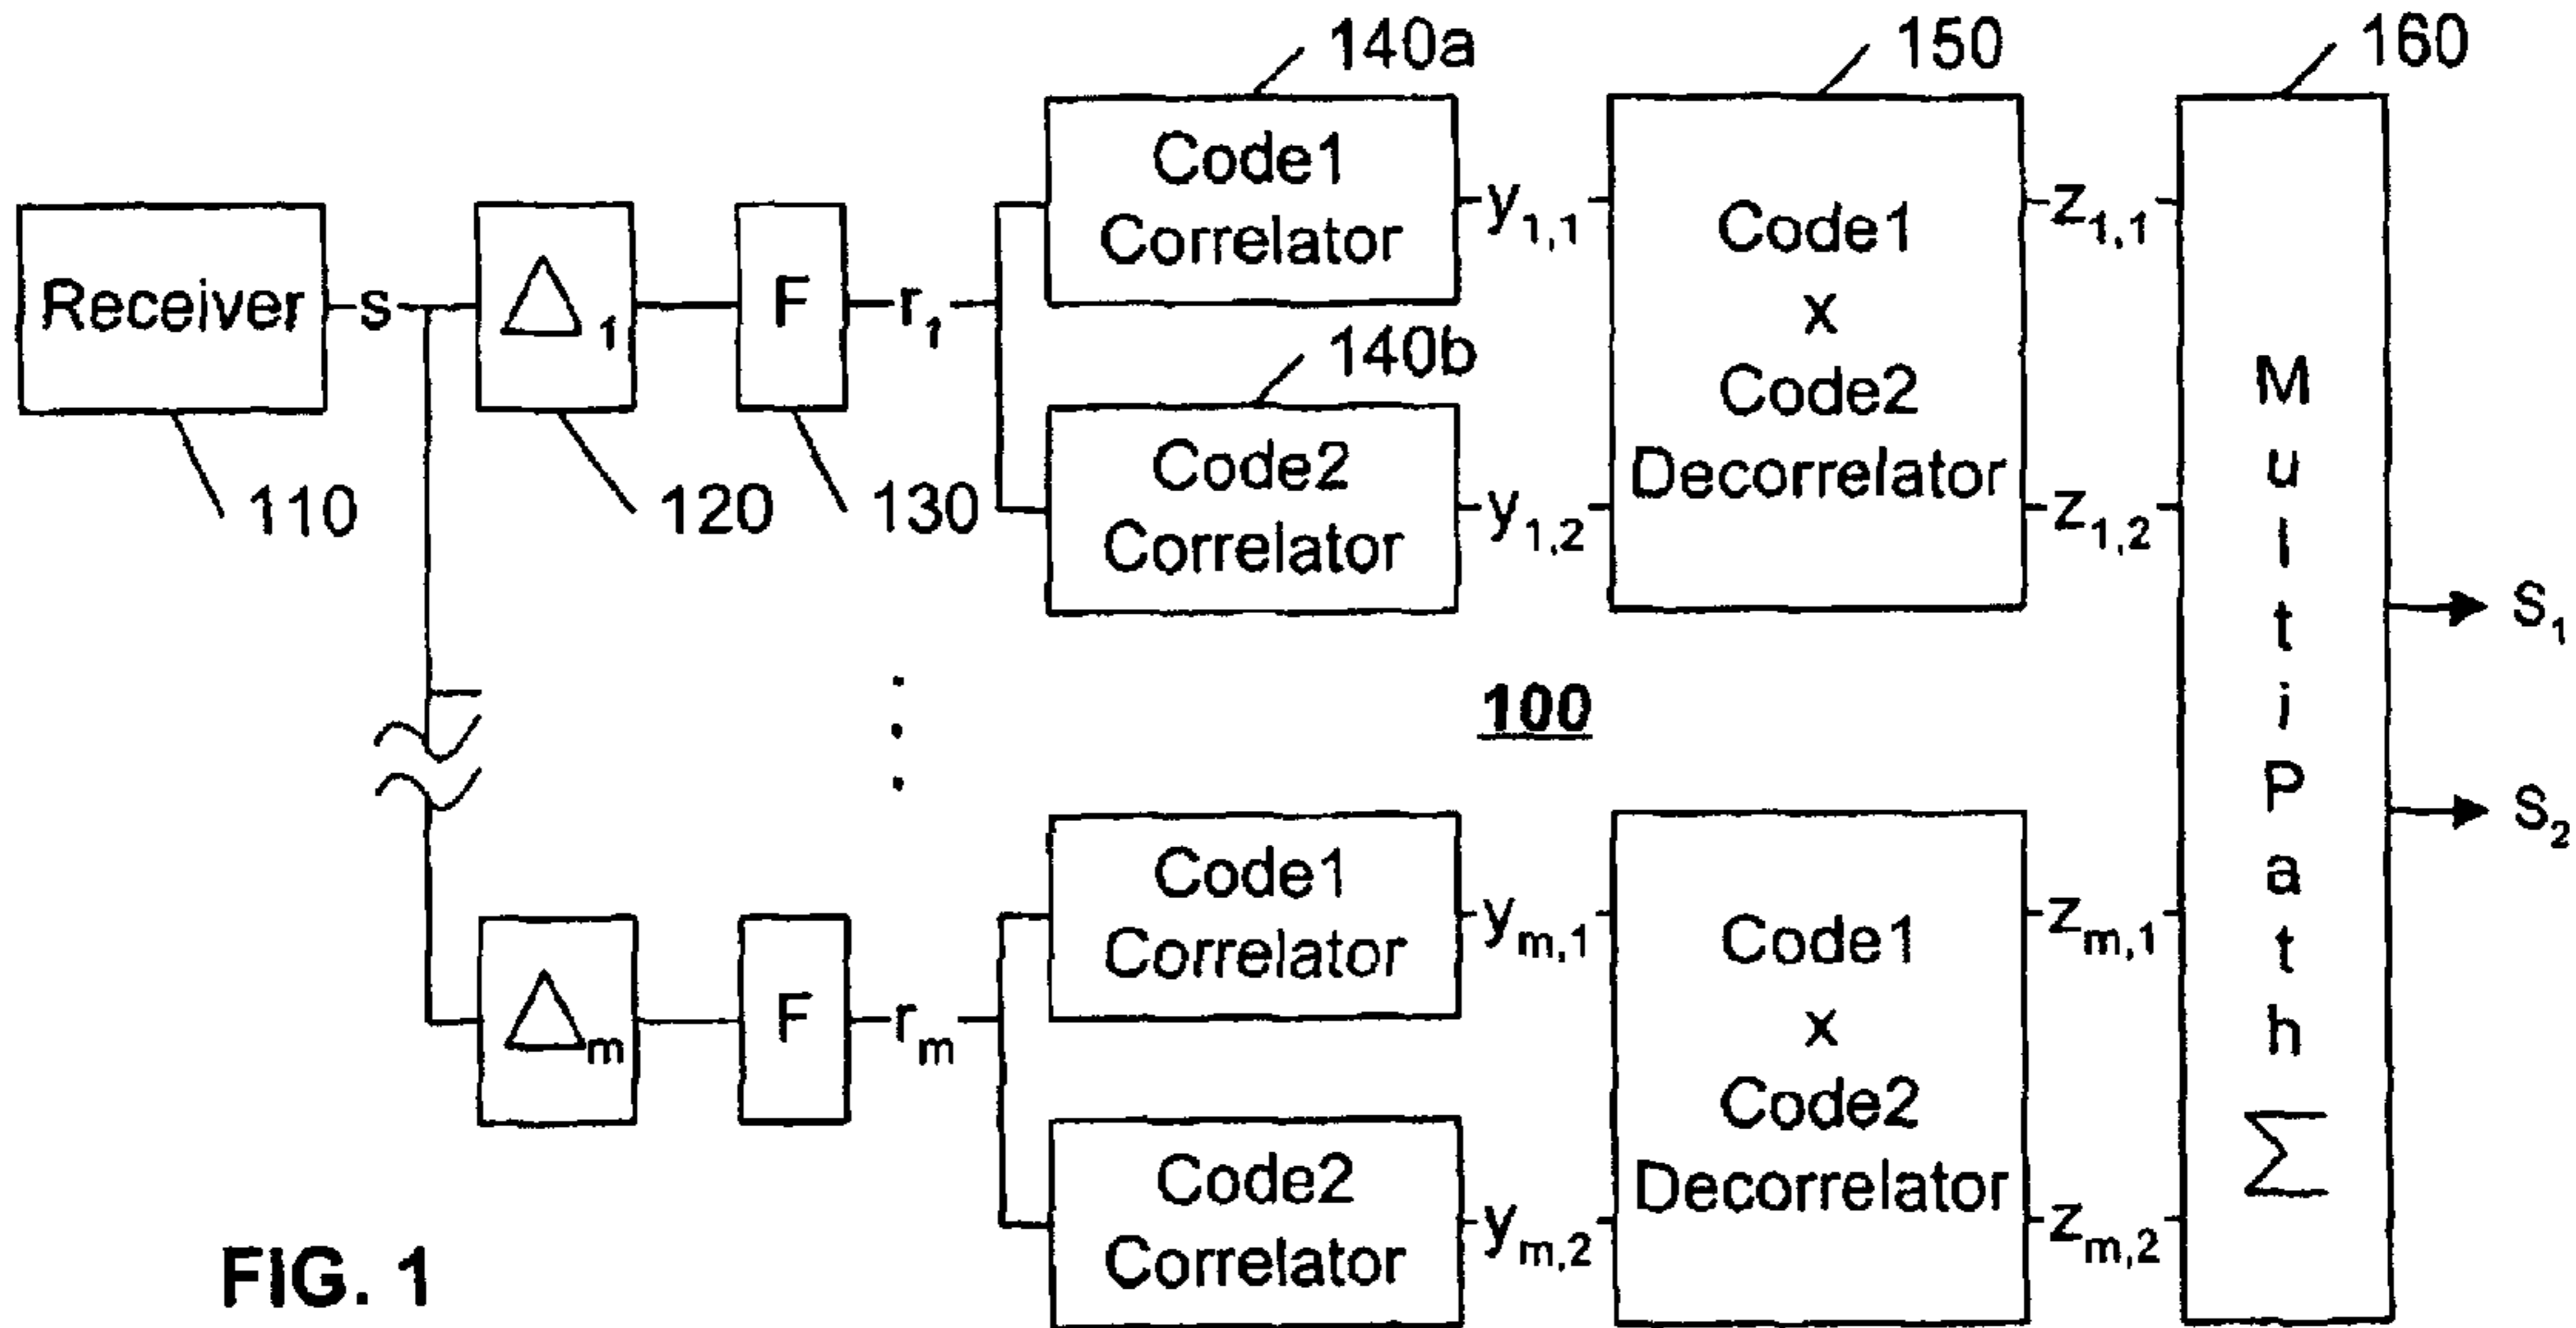 140a
150
160
Code1
Correlator
Receiver
s
Δ₁
F
r₁
y₁,₁
Code1
x
Code2
Decorrelator
z₁,₁
140b
Code2
Correlator
y₁,₂
z₁,₂
110
120
130
MultiPath
Σ
S₁
S₂
100
Code1
Correlator
Δₘ
F
rₘ
yₘ,₁
Code1
x
Code2
Decorrelator
zₘ,₁
Code2
Correlator
yₘ,₂
zₘ,₂
FIG. 1